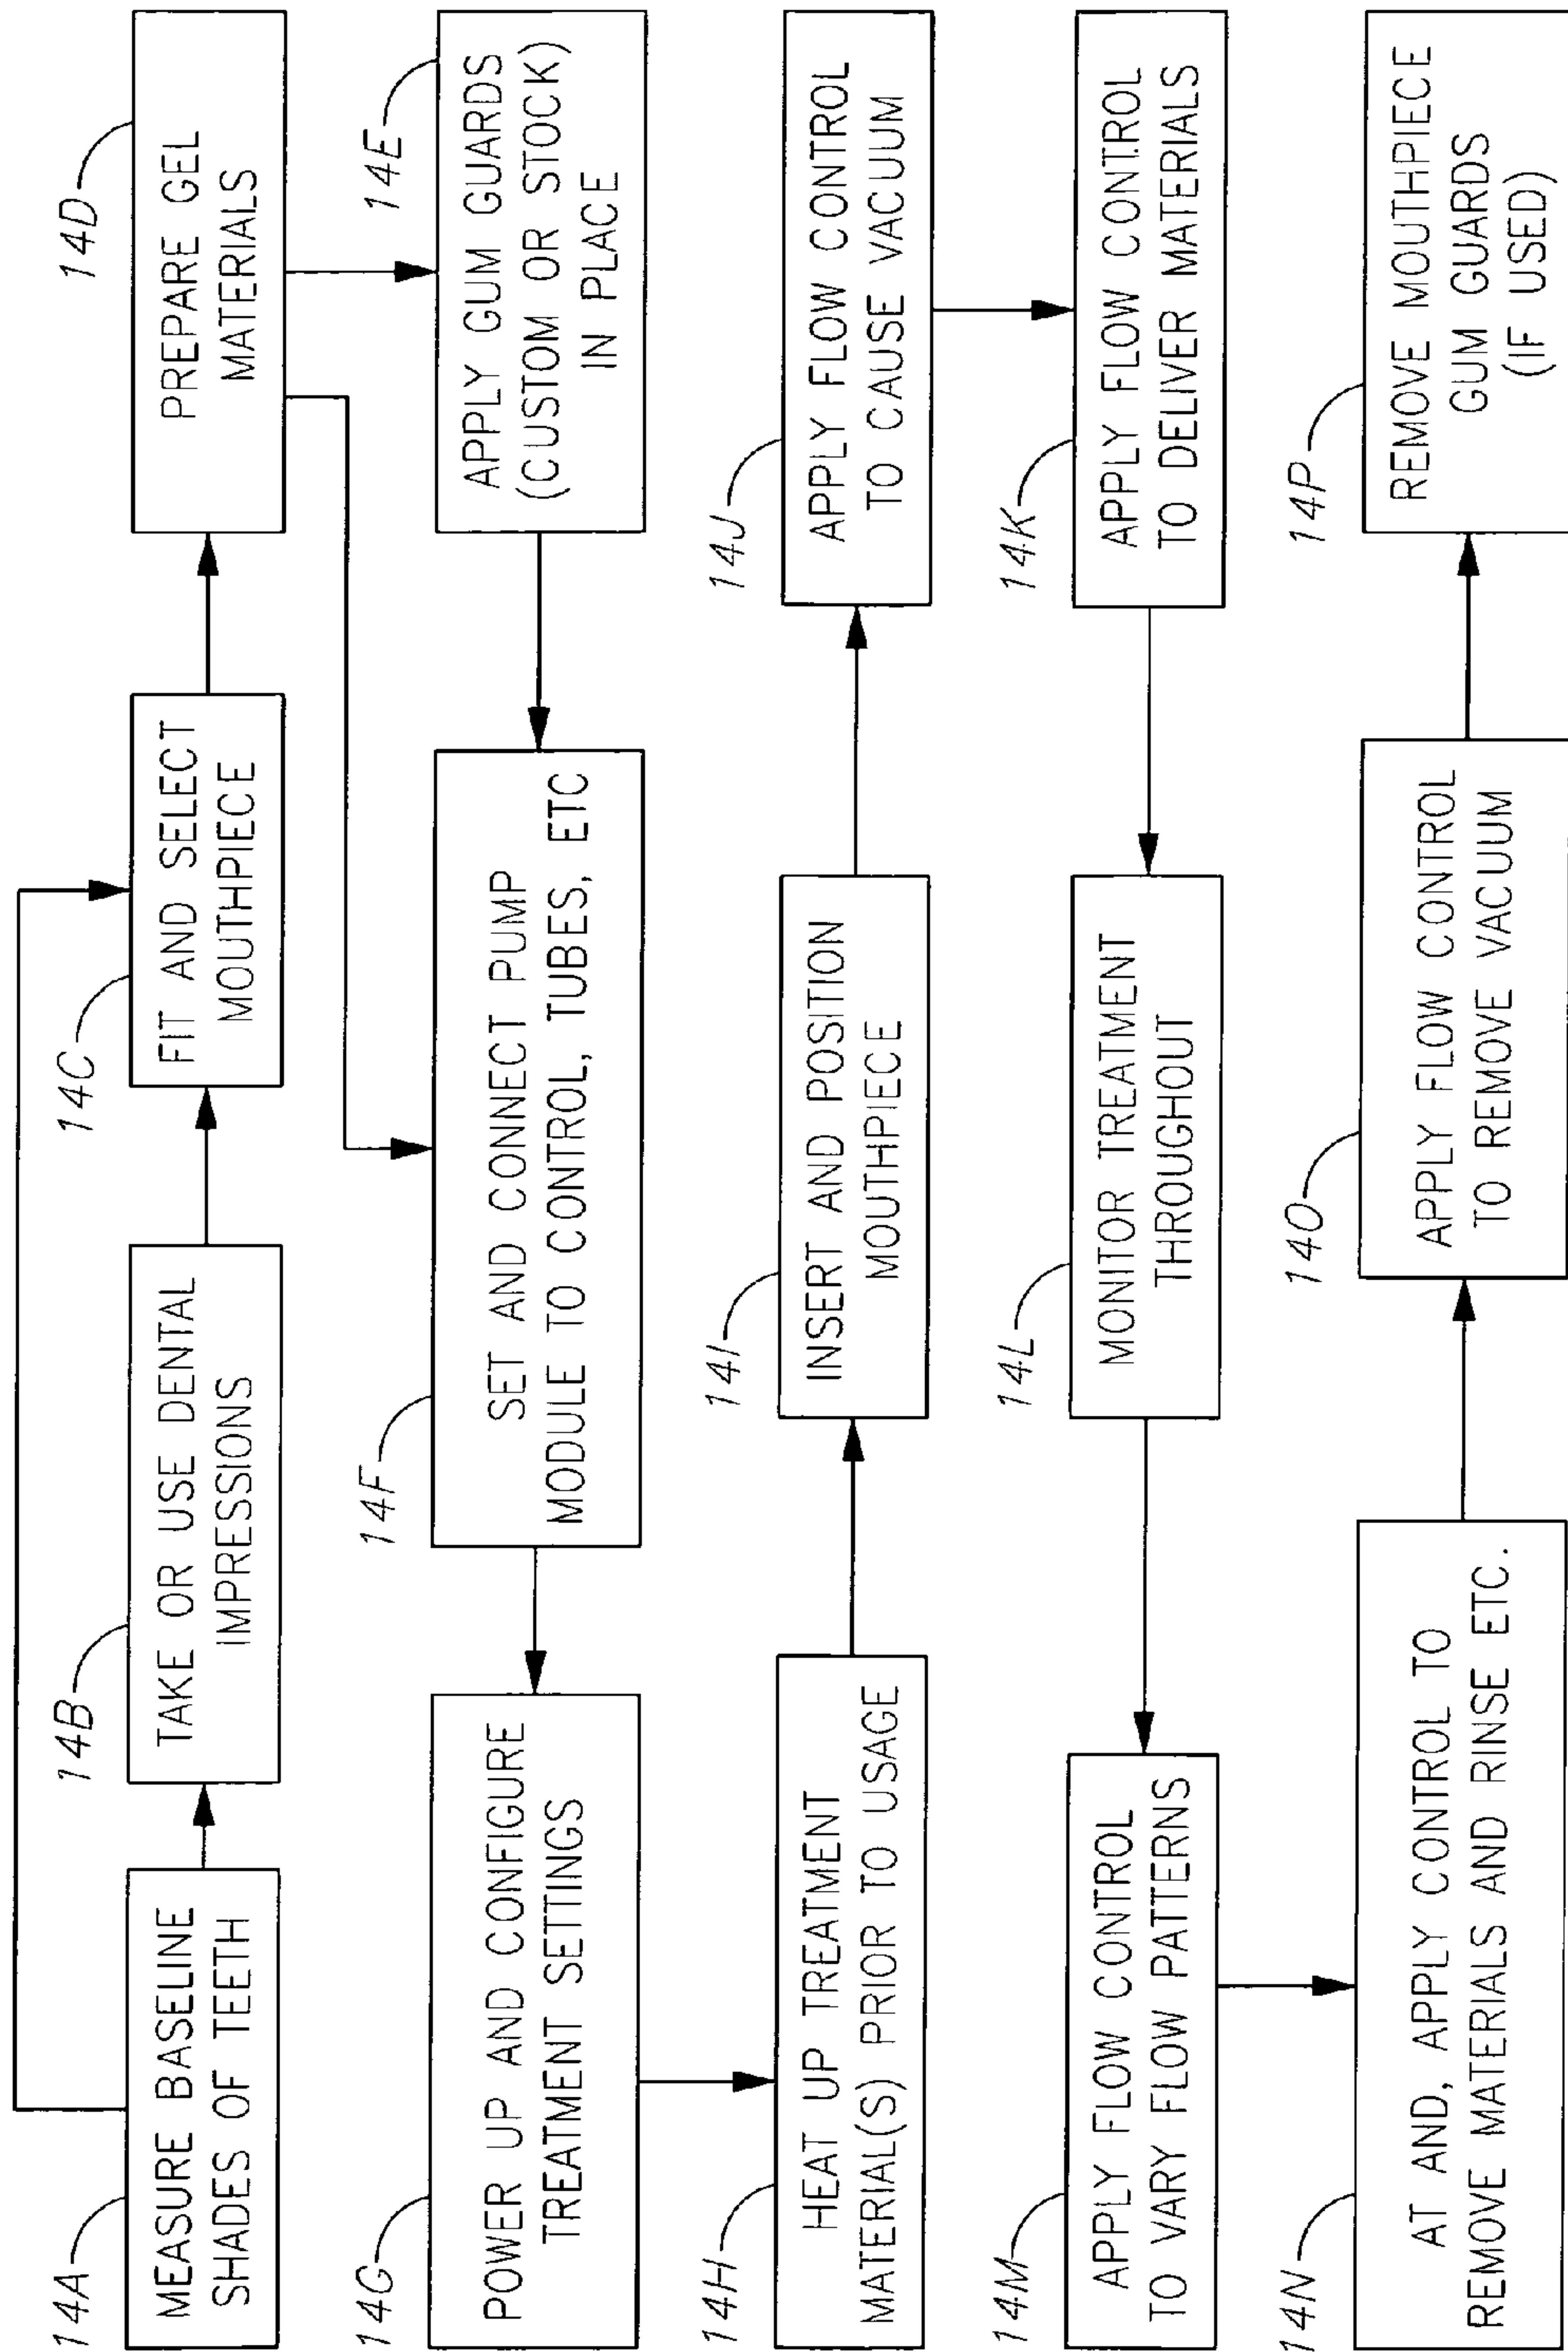 14A
MEASURE BASELINE
SHADES OF TEETH
14B
TAKE OR USE DENTAL
IMPRESSIONS
14C
FIT AND SELECT
MOUTHPIECE
14D
PREPARE GEL
MATERIALS
14E
APPLY GUM GUARDS
(CUSTOM OR STOCK)
IN PLACE
14F
SET AND CONNECT PUMP
MODULE TO CONTROL, TUBES, ETC
14G
POWER UP AND CONFIGURE
TREATMENT SETTINGS
14H
HEAT UP TREATMENT
MATERIAL(S) PRIOR TO USAGE
14I
INSERT AND POSITION
MOUTHPIECE
14J
APPLY FLOW CONTROL
TO CAUSE VACUUM
14K
APPLY FLOW CONTROL
TO DELIVER MATERIALS
14L
MONITOR TREATMENT
THROUGHOUT
14M
APPLY FLOW CONTROL
TO VARY FLOW PATTERNS
14N
AT AND, APPLY CONTROL TO
REMOVE MATERIALS AND RINSE ETC.
14O
APPLY FLOW CONTROL
TO REMOVE VACUUM
14P
REMOVE MOUTHPIECE
GUM GUARDS
(IF USED)